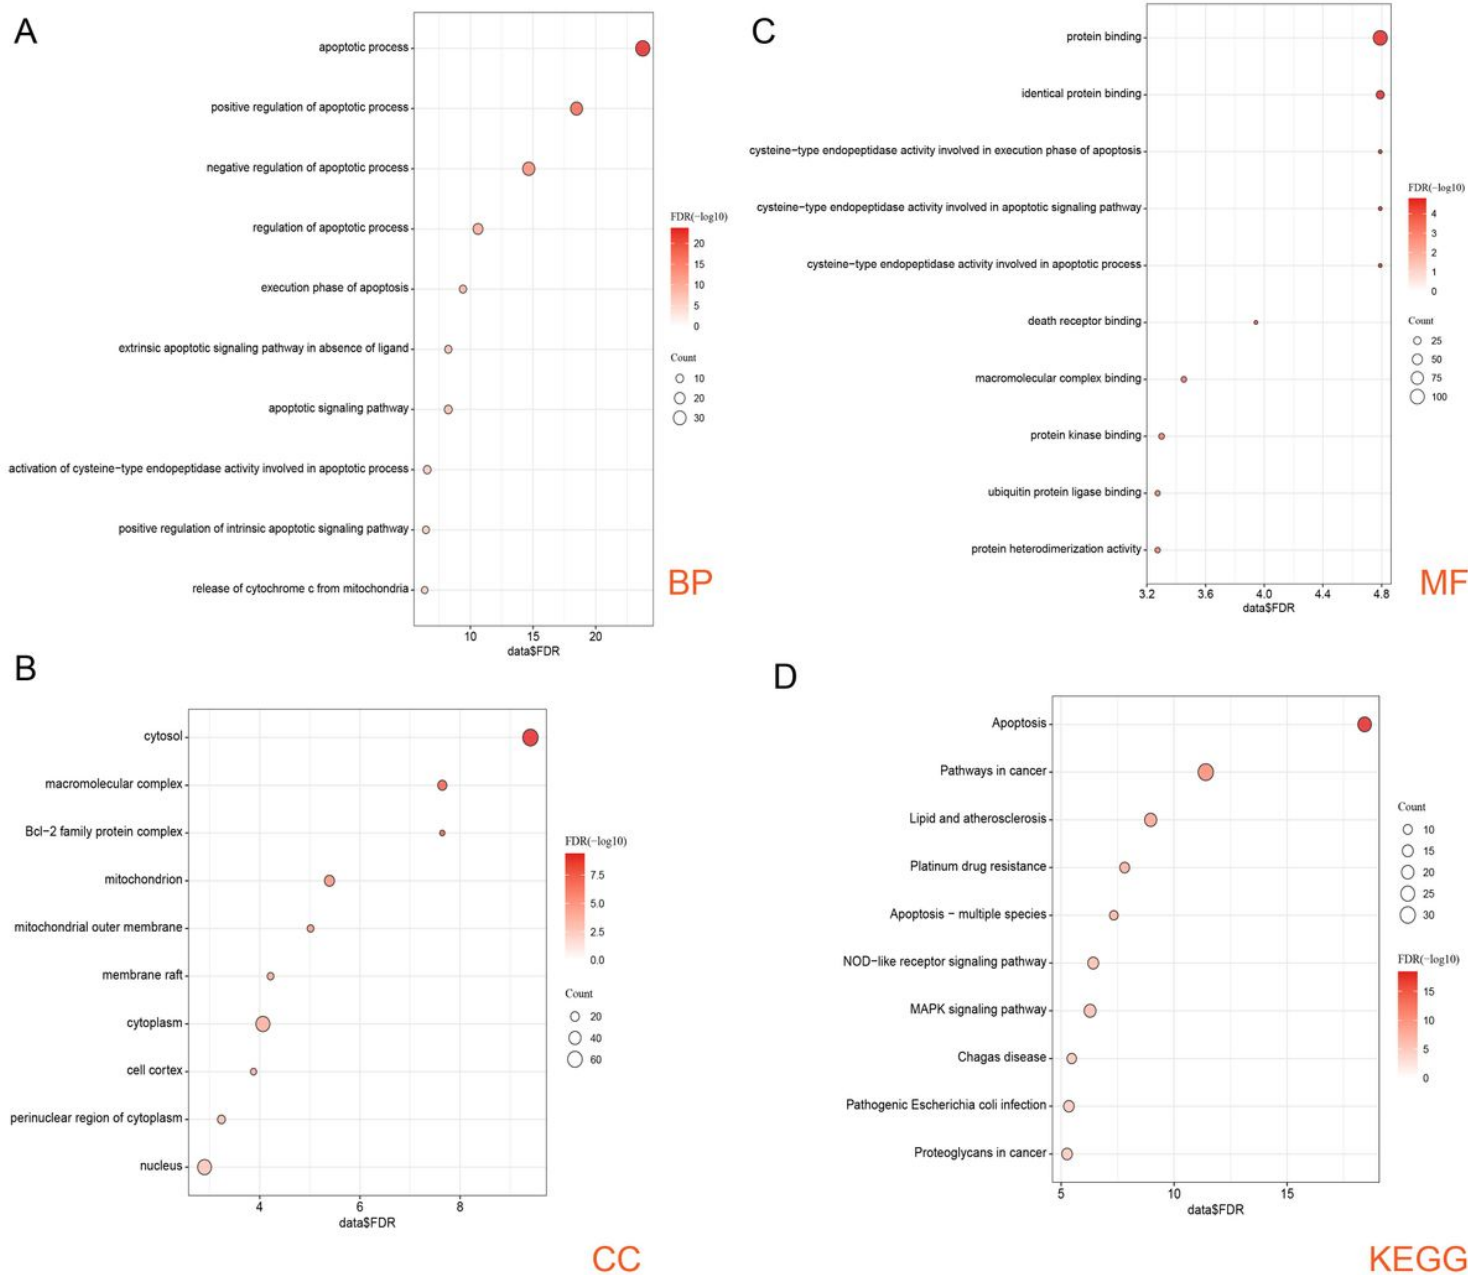 A
apoptotic process
positive regulation of apoptotic process
negative regulation of apoptotic process
regulation of apoptotic process
execution phase of apoptosis
extrinsic apoptotic signaling pathway in absence of ligand
apoptotic signaling pathway
activation of cysteine−type endopeptidase activity involved in apoptotic process
positive regulation of intrinsic apoptotic signaling pathway
release of cytochrome c from mitochondria
10 15 20
data$FDR
FDR(−log10)
20
15
10
5
0
Count
10
20
30
BP
C
protein binding
identical protein binding
cysteine−type endopeptidase activity involved in execution phase of apoptosis
cysteine−type endopeptidase activity involved in apoptotic signaling pathway
cysteine−type endopeptidase activity involved in apoptotic process
death receptor binding
macromolecular complex binding
protein kinase binding
ubiquitin protein ligase binding
protein heterodimerization activity
3.2 3.6 4.0 4.4 4.8
data$FDR
FDR(−log10)
4
3
2
1
0
Count
25
50
75
100
MF
B
cytosol
macromolecular complex
Bcl−2 family protein complex
mitochondrion
mitochondrial outer membrane
membrane raft
cytoplasm
cell cortex
perinuclear region of cytoplasm
nucleus
4 6 8
data$FDR
FDR(−log10)
7.5
5.0
2.5
0.0
Count
20
40
60
CC
D
Apoptosis
Pathways in cancer
Lipid and atherosclerosis
Platinum drug resistance
Apoptosis − multiple species
NOD−like receptor signaling pathway
MAPK signaling pathway
Chagas disease
Pathogenic Escherichia coli infection
Proteoglycans in cancer
5 10 15
data$FDR
Count
10
15
20
25
30
FDR(−log10)
15
10
5
0
KEGG